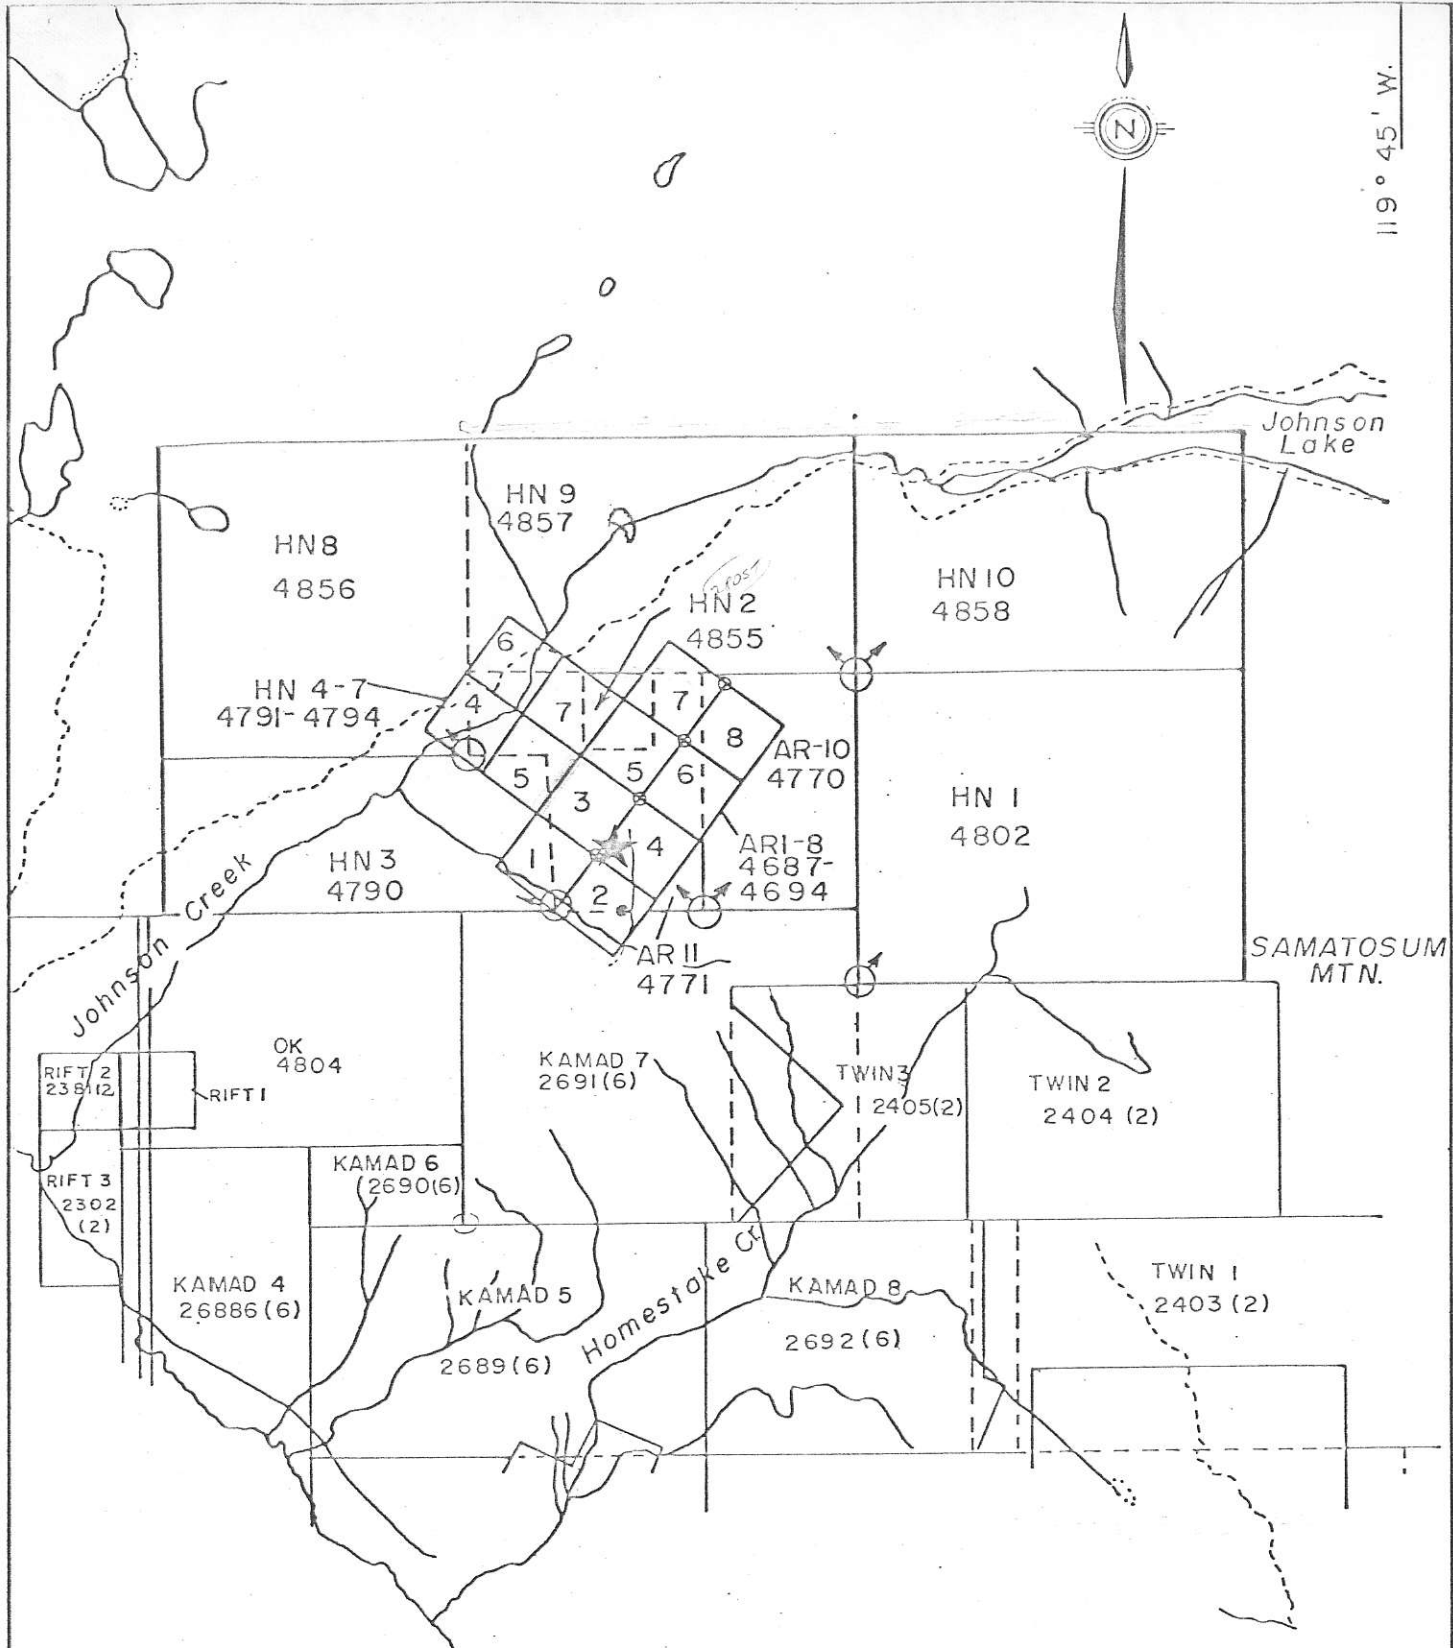 N
119° 45' W.
Johnson
Lake
HN 9
4857
HN 8
4856
HN 10
4858
HN 2
4855
6
HN 4-7
4791-4794
4
7
7
8
AR-10
4770
5
5
6
HN 1
4802
3
4
AR1-8
4687-
4694
1
HN 3
4790
2
Johnson Creek
AR 11
4771
SAMATOSUM
MTN.
OK
4804
KAMAD 7
2691(6)
RIFT 2
RIFT 1
TWIN 3
2405(2)
TWIN 2
2404 (2)
KAMAD 6
2690(6)
RIFT 3
2302
(2)
KAMAD 4
26886(6)
KAMAD 5
2689(6)
Homestake Cr.
KAMAD 8
2692(6)
TWIN 1
2403 (2)